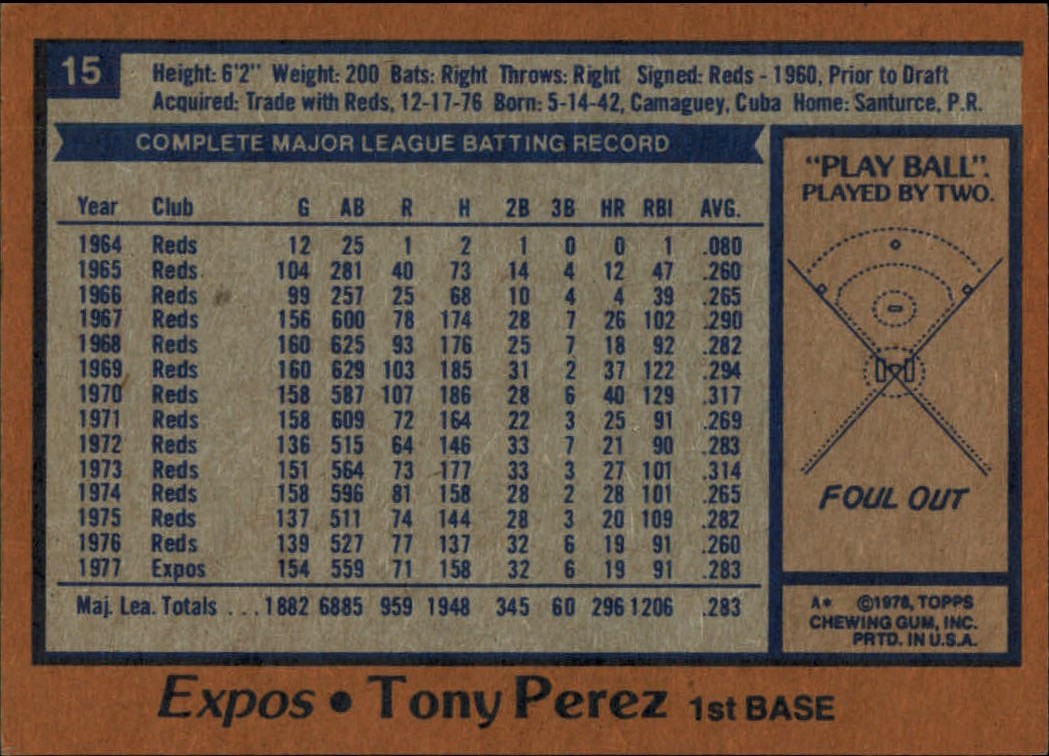 15
Height: 6'2" Weight: 200 Bats: Right Throws: Right Signed: Reds - 1960, Prior to Draft
Acquired: Trade with Reds, 12-17-76 Born: 5-14-42, Camaguey, Cuba Home: Santurce, P.R.
COMPLETE MAJOR LEAGUE BATTING RECORD
Year Club G AB R H 2B 3B HR RBI AVG.
1964 Reds 12 25 1 2 1 0 0 1 .080
1965 Reds 104 281 40 73 14 4 12 47 .260
1966 Reds 99 257 25 68 10 4 4 39 .265
1967 Reds 156 600 78 174 28 7 26 102 .290
1968 Reds 160 625 93 176 25 7 18 92 .282
1969 Reds 160 629 103 185 31 2 37 122 .294
1970 Reds 158 587 107 186 28 6 40 129 .317
1971 Reds 158 609 72 164 22 3 25 91 .269
1972 Reds 136 515 64 146 33 7 21 90 .283
1973 Reds 151 564 73 177 33 3 27 101 .314
1974 Reds 158 596 81 158 28 2 28 101 .265
1975 Reds 137 511 74 144 28 3 20 109 .282
1976 Reds 139 527 77 137 32 6 19 91 .260
1977 Expos 154 559 71 158 32 6 19 91 .283
Maj. Lea. Totals ...1882 6885 959 1948 345 60 296 1206 .283
"PLAY BALL".
PLAYED BY TWO.
FOUL OUT
A* ©1978, TOPPS
CHEWING GUM, INC.
PRTD. IN U.S.A.
Expos • Tony Perez 1st BASE